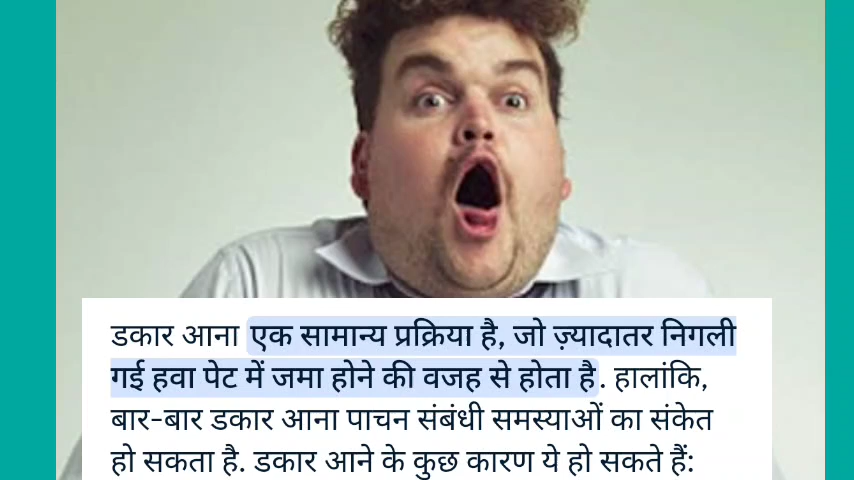 डकार आना एक सामान्य प्रक्रिया है, जो ज़्यादातर निगली
गई हवा पेट में जमा होने की वजह से होता है. हालांकि,
बार-बार डकार आना पाचन संबंधी समस्याओं का संकेत
हो सकता है. डकार आने के कुछ कारण ये हो सकते हैं: